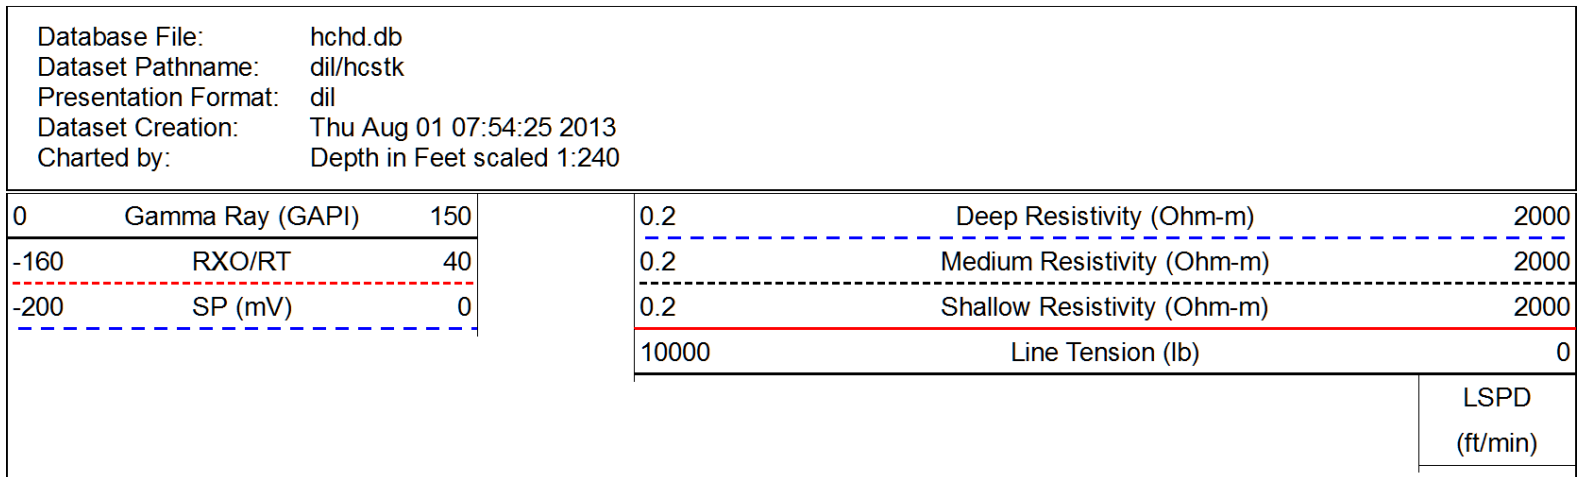 Database File: hchd.db
Dataset Pathname: dil/hcstk
Presentation Format: dil
Dataset Creation: Thu Aug 01 07:54:25 2013
Charted by: Depth in Feet scaled 1:240
0 Gamma Ray (GAPI) 150
-160 RXO/RT 40
-200 SP (mV) 0
0.2 Deep Resistivity (Ohm-m) 2000
0.2 Medium Resistivity (Ohm-m) 2000
0.2 Shallow Resistivity (Ohm-m) 2000
10000 Line Tension (lb) 0
LSPD
(ft/min)